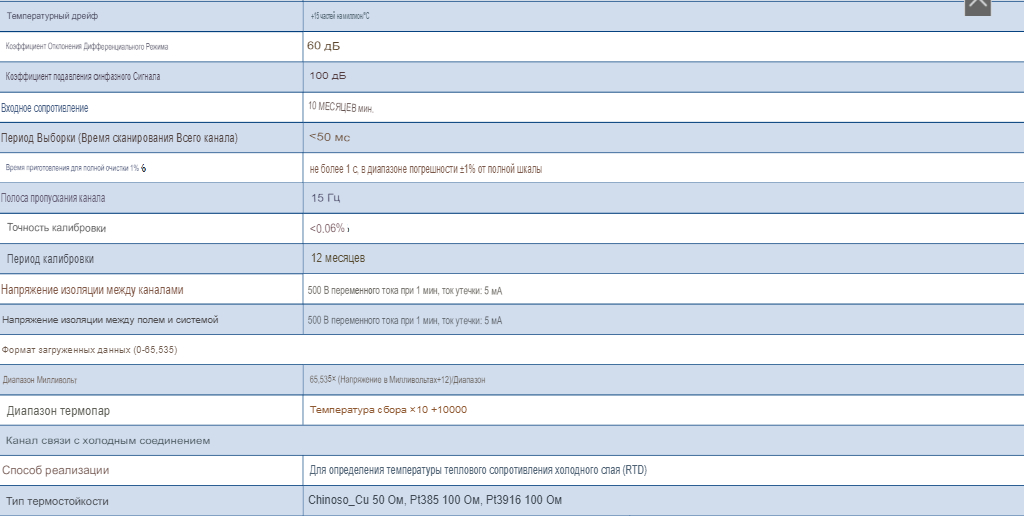 Температурный дрейф ±15 частей на миллион/°C
Коэффициент Отклонения Дифференциального Режима 60 дБ
Коэффициент подавления синфазного Сигнала 100 дБ
Входное сопротивление 10 МЕСЯЦЕВ мин.
Период Выборки (Время сканирования Всего канала) <50 мс
Время приготовления для полной очистки 1% не более 1 с, в диапазоне погрешности ±1% от полной шкалы
Полоса пропускания канала 15 Гц
Точность калибровки <0,06%
Период калибровки 12 месяцев
Напряжение изоляции между каналами 500 В переменного тока при 1 мин, ток утечки: 5 мА
Напряжение изоляции между полем и системой 500 В переменного тока при 1 мин, ток утечки: 5 мА
Формат загруженных данных (0-65,535)
Диапазон Милливольт 65,535× (Напряжение в Милливольтах+12)/Диапазон
Диапазон термопар Температура сбора ×10 +10000
Канал связи с холодным соединением
Способ реализации Для определения температуры теплового сопротивления холодного спая (RTD)
Тип термостойкости Chinoso_Cu 50 Ом, Pt385 100 Ом, Pt3916 100 Ом